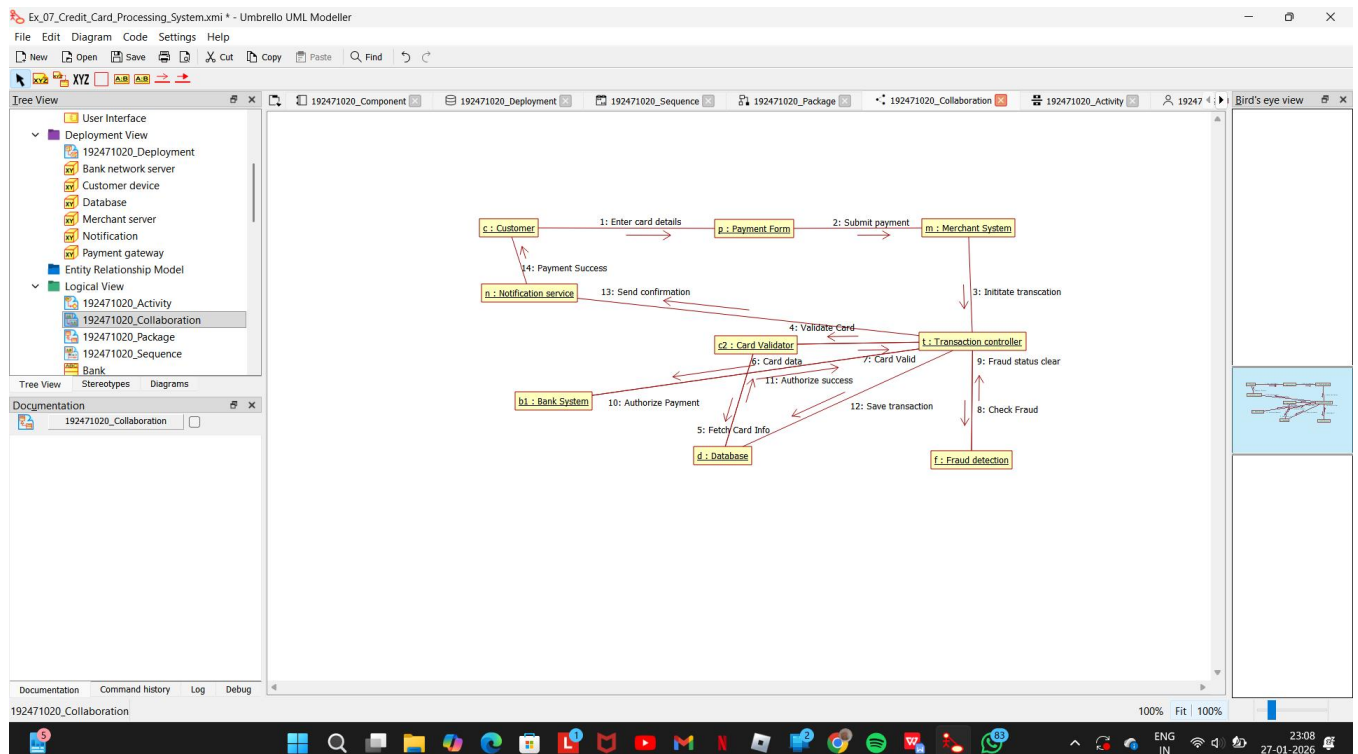 Ex_07_Credit_Card_Processing_System.xmi * - Umbrello UML Modeller
File Edit Diagram Code Settings Help
New Open Save Cut Copy Paste Find
XYZ XYZ A:B A:B
Tree View
192471020_Component 192471020_Deployment 192471020_Sequence 192471020_Package 192471020_Collaboration 192471020_Activity 19247
Bird's eye view
User Interface
Deployment View
192471020_Deployment
Bank network server
Customer device
Database
Merchant server
Notification
Payment gateway
Entity Relationship Model
Logical View
192471020_Activity
192471020_Collaboration
192471020_Package
192471020_Sequence
Bank
Tree View Stereotypes Diagrams
Documentation
192471020_Collaboration
c : Customer
1: Enter card details
p : Payment Form
2: Submit payment
m : Merchant System
14: Payment Success
n : Notification service
13: Send confirmation
3: Inititate transcation
4: Validate Card
c2 : Card Validator
t : Transaction controller
6: Card data
7: Card Valid
9: Fraud status clear
11: Authorize success
b1 : Bank System
10: Authorize Payment
12: Save transaction
8: Check Fraud
5: Fetch Card Info
d : Database
f : Fraud detection
Documentation Command history Log Debug
192471020_Collaboration
100% Fit 100%
5
L 1
2
83
ENG
IN
23:08
27-01-2026